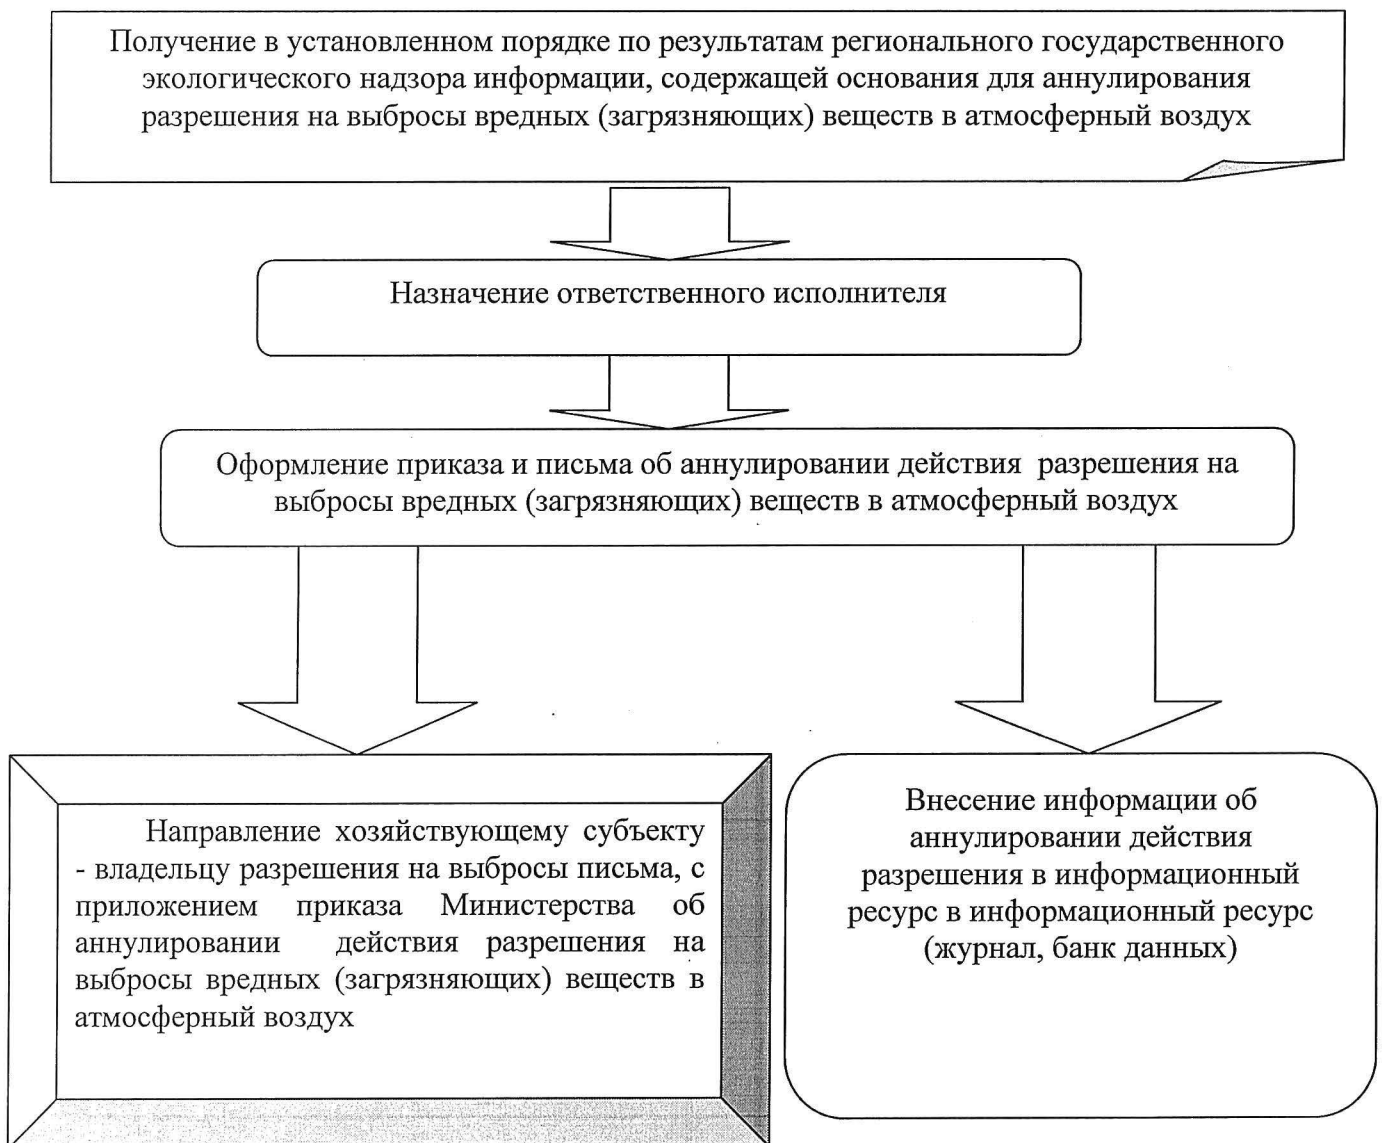 Получение в установленном порядке по результатам регионального государственного
экологического надзора информации, содержащей основания для аннулирования
разрешения на выбросы вредных (загрязняющих) веществ в атмосферный воздух
Назначение ответственного исполнителя
Оформление приказа и письма об аннулировании действия разрешения на
выбросы вредных (загрязняющих) веществ в атмосферный воздух
Направление хозяйствующему субъекту
- владельцу разрешения на выбросы письма, с
приложением приказа Министерства об
аннулировании действия разрешения на
выбросы вредных (загрязняющих) веществ в
атмосферный воздух
Внесение информации об
аннулировании действия
разрешения в информационный
ресурс в информационный ресурс
(журнал, банк данных)